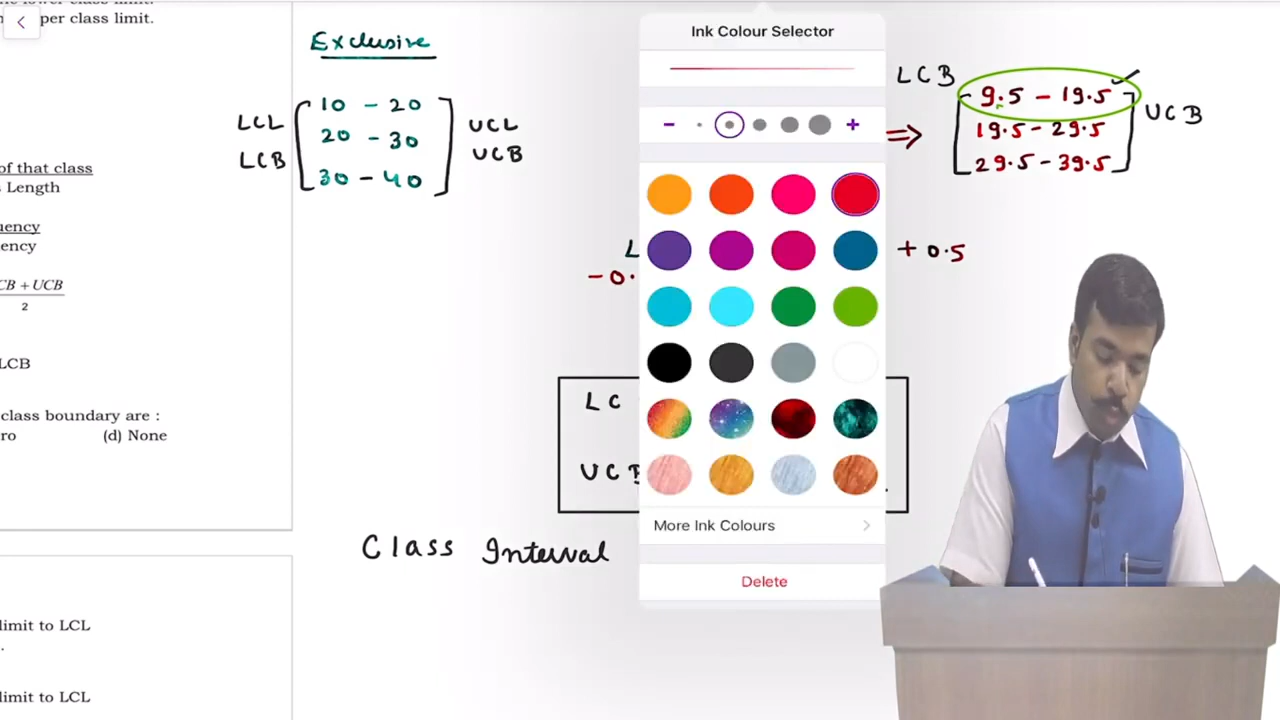 per class limit.
of that class
s Length
uency
ency
CB + UCB
2
LCB
class boundary are :
ro (d) None
limit to LCL
.
limit to LCL
Exclusive
LCL
LCB
10 - 20
20 - 30
30 - 40
UCL
UCB
Ink Colour Selector
- +
More Ink Colours
Delete
LCB
⇒
9.5 - 19.5
19.5 - 29.5
29.5 - 39.5
UCB
L
- 0.
+ 0.5
LC
UCB
Class Interval